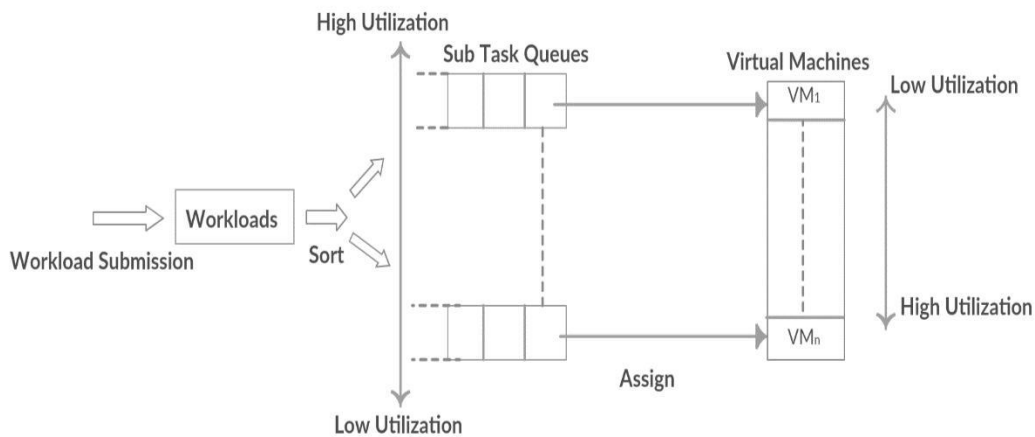 High Utilization
Sub Task Queues
Virtual Machines
VM₁
Low Utilization
Workloads
Workload Submission
Sort
High Utilization
VMₙ
Assign
Low Utilization